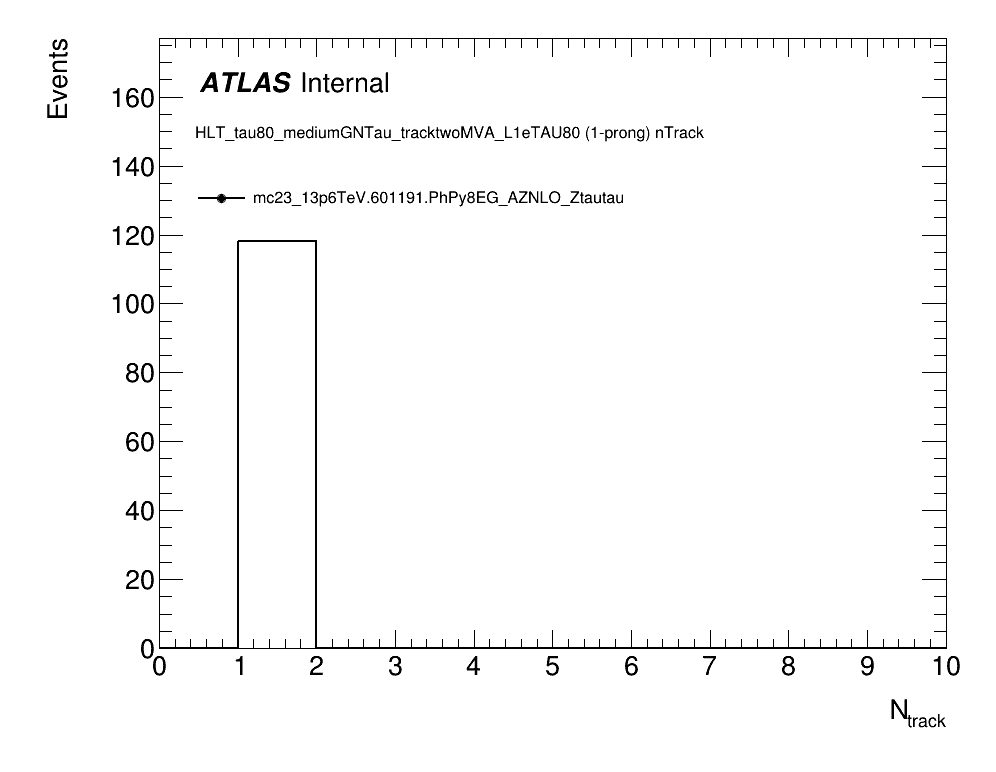 Events
ATLAS Internal
HLT_tau80_mediumGNTau_tracktwoMVA_L1eTAU80 (1-prong) nTrack
mc23_13p6TeV.601191.PhPy8EG_AZNLO_Ztautau
160
140
120
100
80
60
40
20
0
0 1 2 3 4 5 6 7 8 9 10
N_track